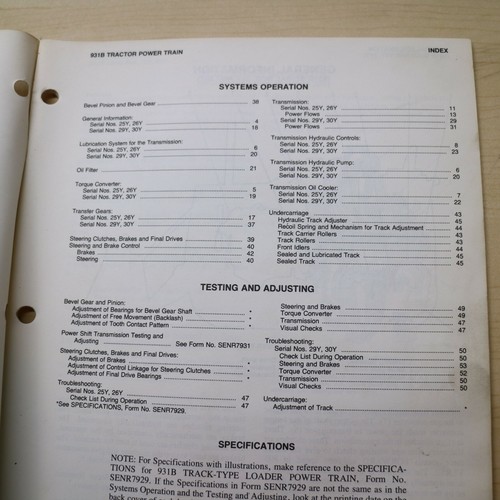 931B TRACTOR POWER TRAIN
INDEX
SYSTEMS OPERATION
Bevel Pinion and Bevel Gear 38
General Information:
Serial Nos. 25Y, 26Y 4
Serial Nos. 29Y, 30Y 18
Lubrication System for the Transmission:
Serial Nos. 25Y, 26Y 6
Serial Nos. 29Y, 30Y 20
Oil Filter 21
Torque Converter:
Serial Nos. 25Y, 26Y 5
Serial Nos. 29Y, 30Y 19
Transfer Gears:
Serial Nos. 25Y, 26Y 17
Serial Nos. 29Y, 30Y 37
Steering Clutches, Brakes and Final Drives 39
Steering and Brake Control 40
Brakes 42
Steering 40
Transmission:
Serial Nos. 25Y, 26Y 11
Power Flows 13
Serial Nos. 29Y, 30Y 29
Power Flows 31
Transmission Hydraulic Controls:
Serial Nos. 25Y, 26Y 8
Serial Nos. 29Y, 30Y 23
Transmission Hydraulic Pump:
Serial Nos. 25Y, 26Y 6
Serial Nos. 29Y, 30Y 20
Transmission Oil Cooler:
Serial Nos. 25Y, 26Y 7
Serial Nos. 29Y, 30Y 22
Undercarriage 43
Hydraulic Track Adjuster 45
Recoil Spring and Mechanism for Track Adjustment 44
Track Carrier Rollers 43
Track Rollers 43
Front Idlers 44
Sealed and Lubricated Track 45
Sealed Track 45
TESTING AND ADJUSTING
Bevel Gear and Pinion:
Adjustment of Bearings for Bevel Gear Shaft *
Adjustment of Free Movement (Backlash) *
Adjustment of Tooth Contact Pattern *
Power Shift Transmission Testing and
Adjusting See Form No. SENR7931
Steering Clutches, Brakes and Final Drives:
Adjustment of Brakes *
Adjustment of Control Linkage for Steering Clutches *
Adjustment of Final Drive Bearings *
Troubleshooting:
Serial Nos. 25Y, 26Y
Check List During Operation 47
*See SPECIFICATIONS, Form No. SENR7929.
Steering and Brakes 49
Torque Converter 49
Transmission 47
Visual Checks 47
Troubleshooting:
Serial Nos. 29Y, 30Y 50
Check List During Operation 50
Steering and Brakes 53
Torque Converter 52
Transmission 50
Visual Checks 50
Undercarriage:
Adjustment of Track *
SPECIFICATIONS
NOTE: For Specifications with illustrations, make reference to the SPECIFICA-
TIONS for 931B TRACK-TYPE LOADER POWER TRAIN, Form No.
SENR7929. If the Specifications in Form SENR7929 are not the same as in the
Systems Operation and the Testing and Adjusting, look at the printing date on the
back cover of